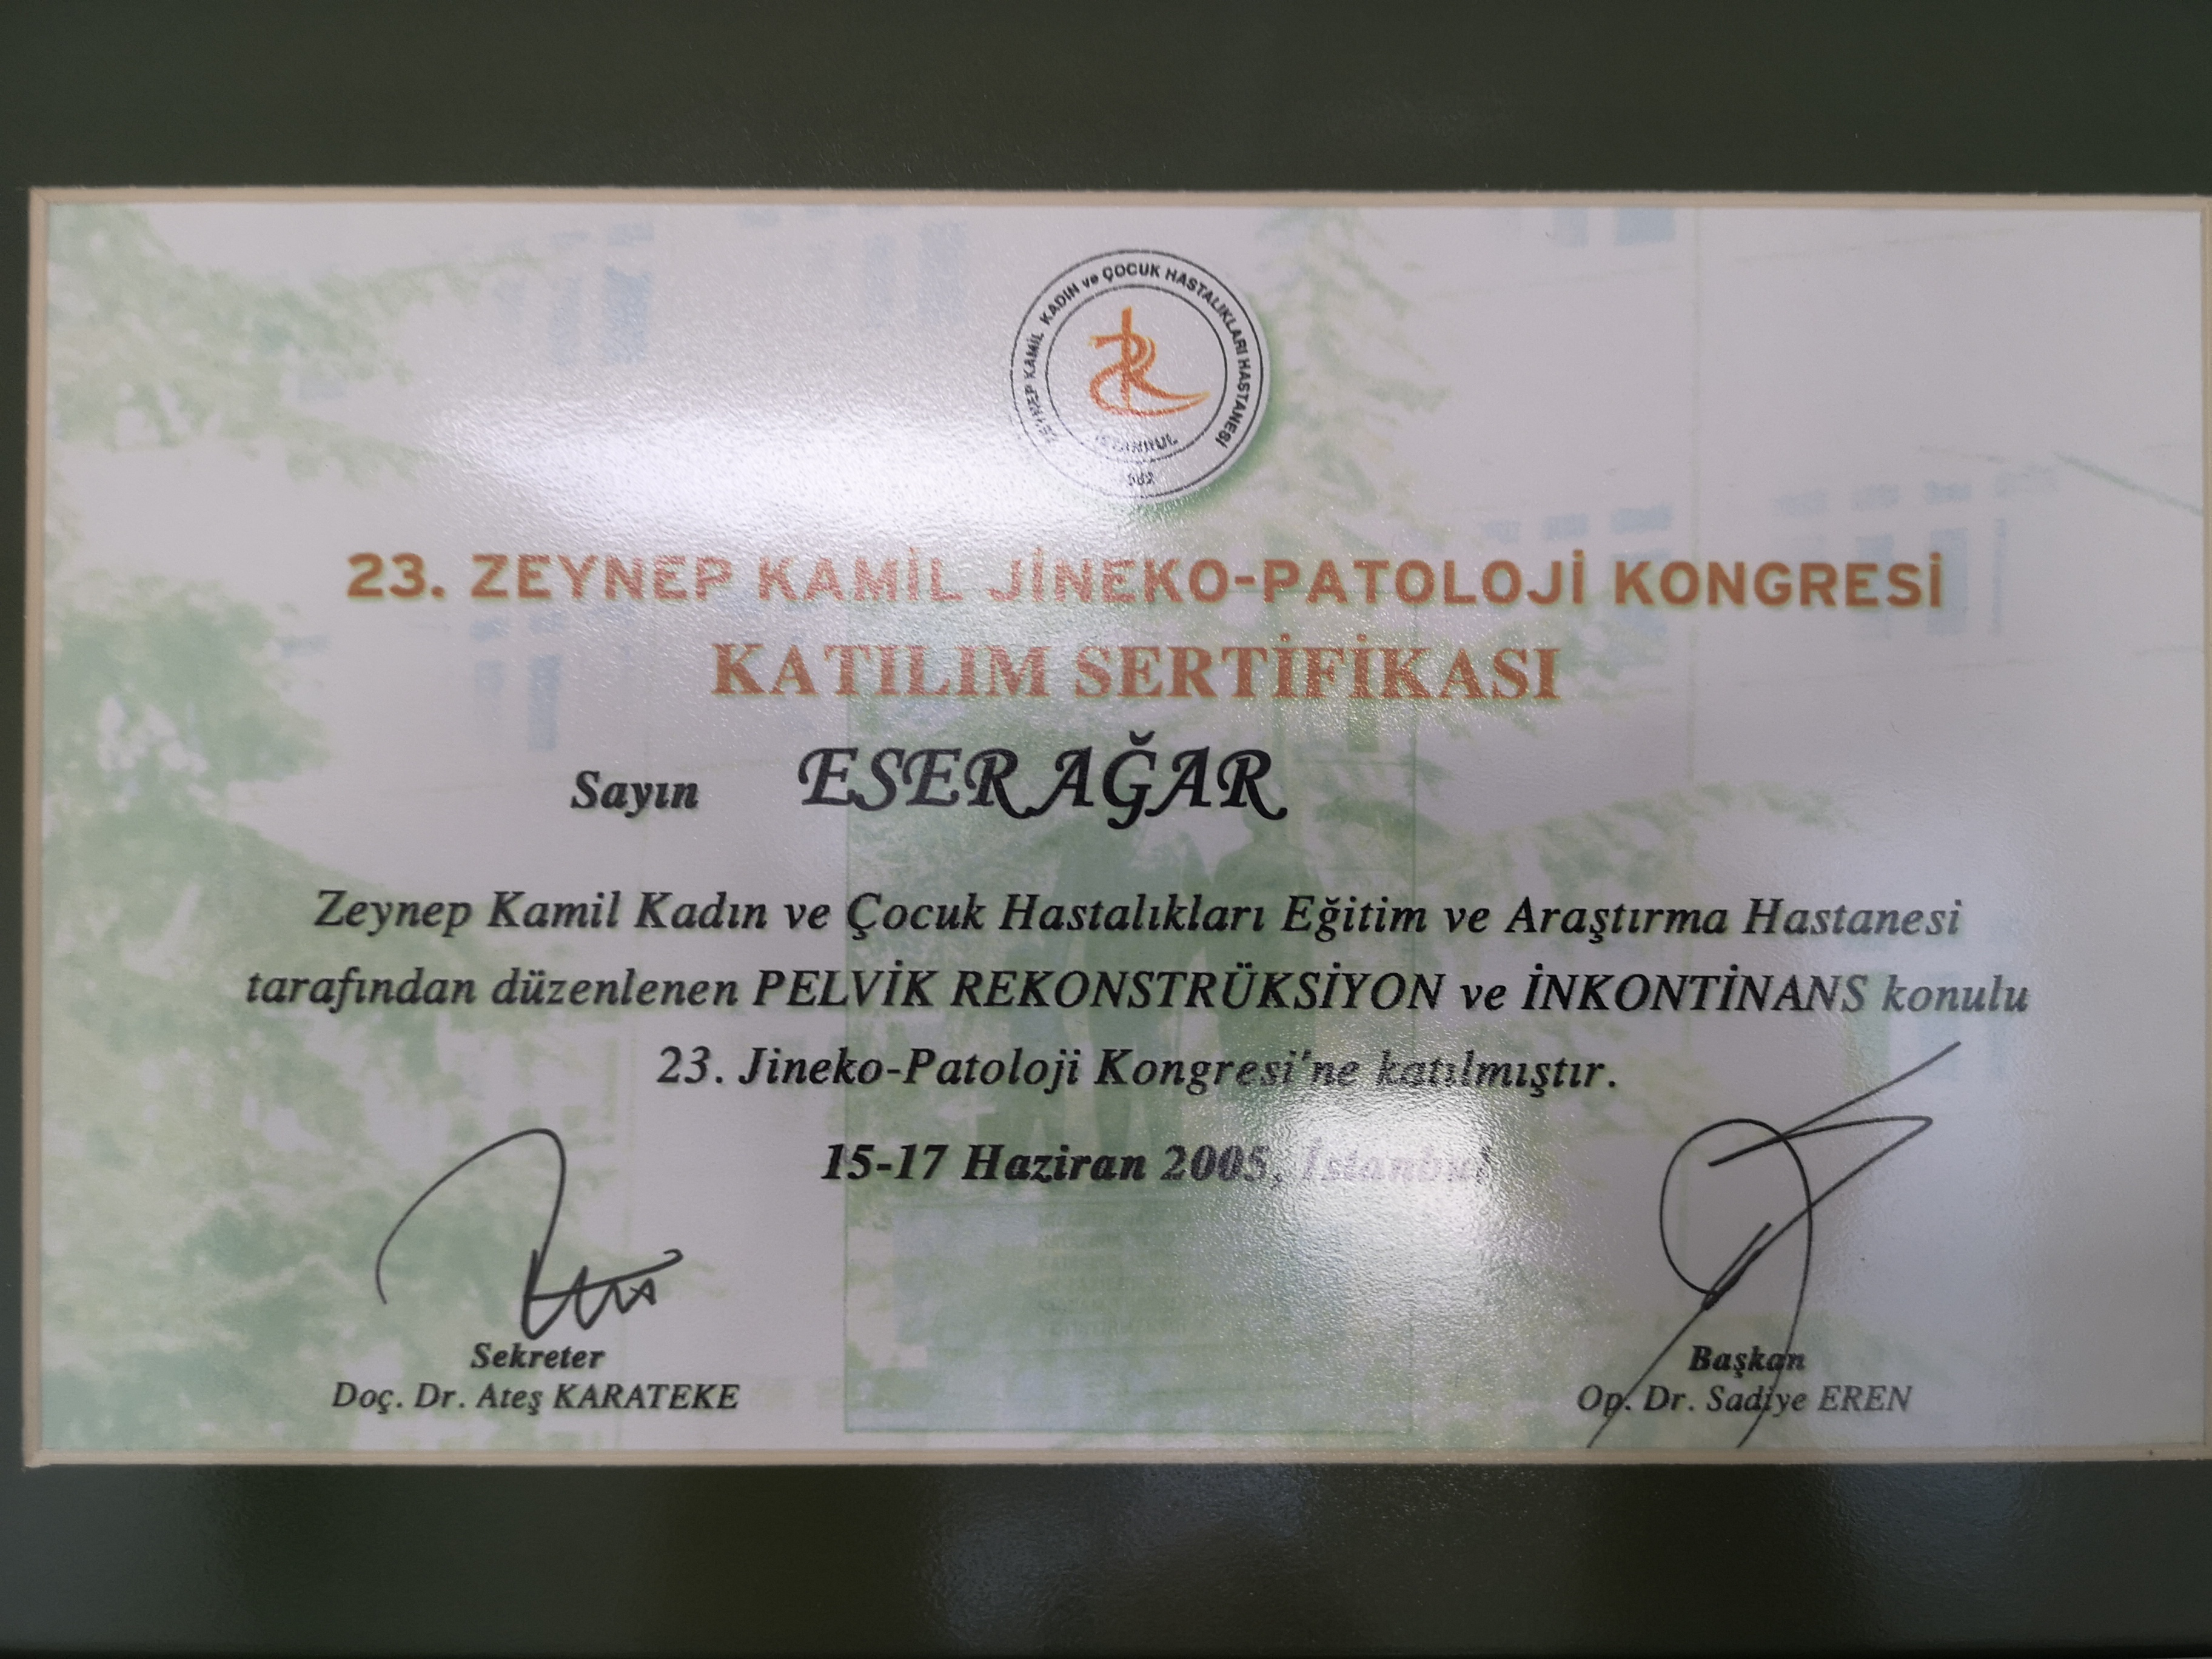 ZEYNEP KAMİL KADIN ve ÇOCUK HASTALIKLARI HASTANESİ
İSTANBUL
23. ZEYNEP KAMİL JİNEKO-PATOLOJİ KONGRESİ
KATILIM SERTİFİKASI
Sayın ESER AĞAR
Zeynep Kamil Kadın ve Çocuk Hastalıkları Eğitim ve Araştırma Hastanesi
tarafından düzenlenen PELVİK REKONSTRÜKSİYON ve İNKONTİNANS konulu
23. Jineko-Patoloji Kongresi'ne katılmıştır.
15-17 Haziran 2005, İstanbul
Sekreter
Doç. Dr. Ateş KARATEKE
Başkan
Op. Dr. Sadiye EREN